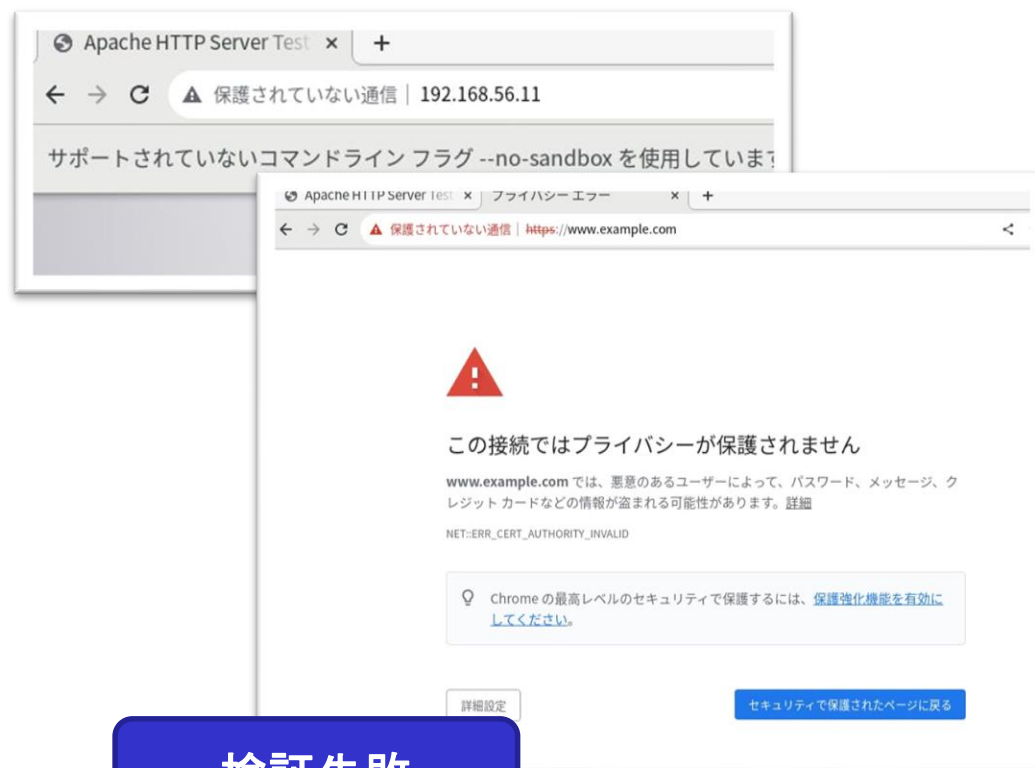 Apache HTTP Server Test
保護されていない通信 | 192.168.56.11
サポートされていないコマンドライン フラグ --no-sandbox を使用しています
Apache HTTP Server Test プライバシー エラー
保護されていない通信 | https://www.example.com
この接続ではプライバシーが保護されません
www.example.com では、悪意のあるユーザーによって、パスワード、メッセージ、ク
レジット カードなどの情報が盗まれる可能性があります。詳細
NET::ERR_CERT_AUTHORITY_INVALID
Chrome の最高レベルのセキュリティで保護するには、保護強化機能を有効に
してください。
詳細設定
セキュリティで保護されたページに戻る
検証失敗